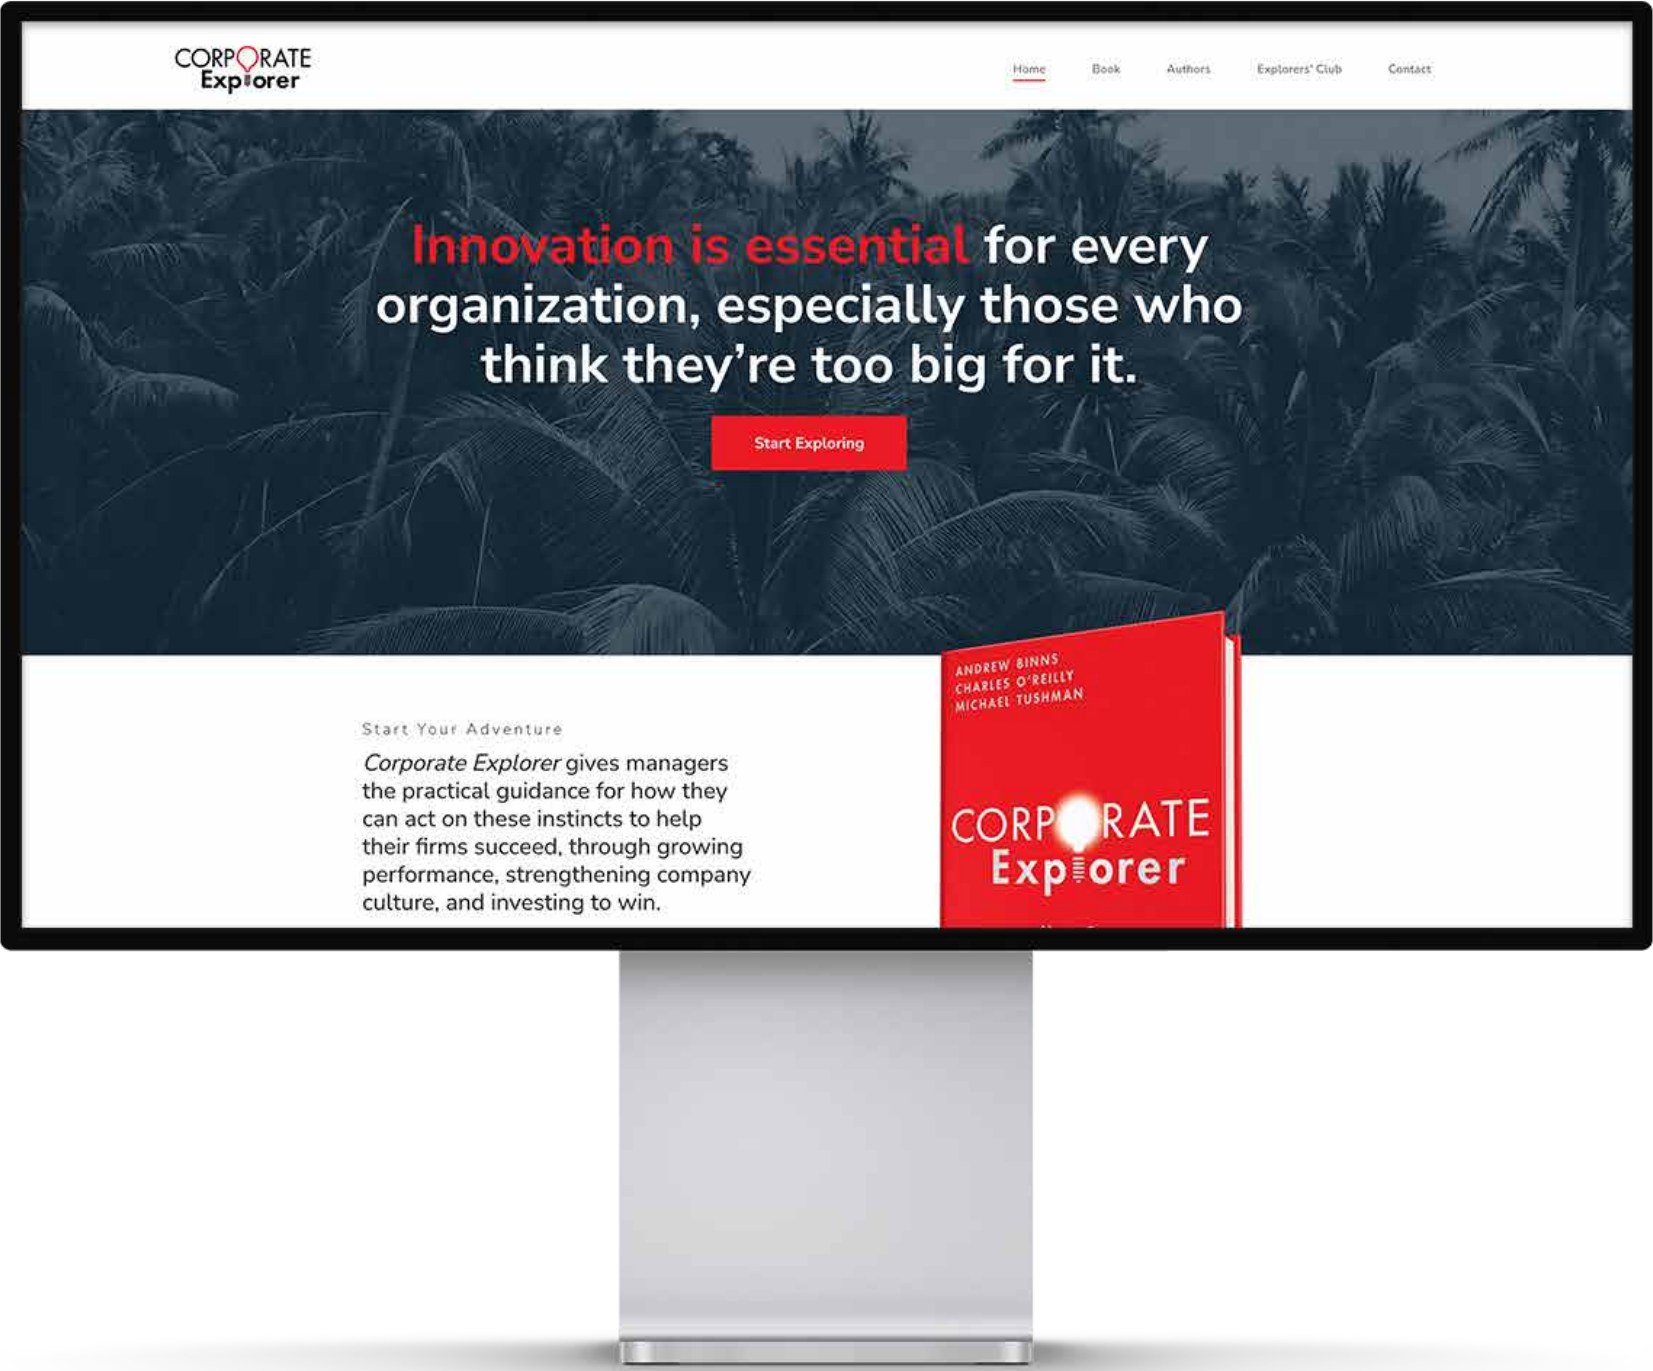 CORPORATE
Explorer
Home Book Authors Explorers' Club Contact
Innovation is essential for every
organization, especially those who
think they're too big for it.
Start Exploring
Start Your Adventure
Corporate Explorer gives managers
the practical guidance for how they
can act on these instincts to help
their firms succeed, through growing
performance, strengthening company
culture, and investing to win.
ANDREW BINNS
CHARLES O'REILLY
MICHAEL TUSHMAN
CORPORATE
Explorer